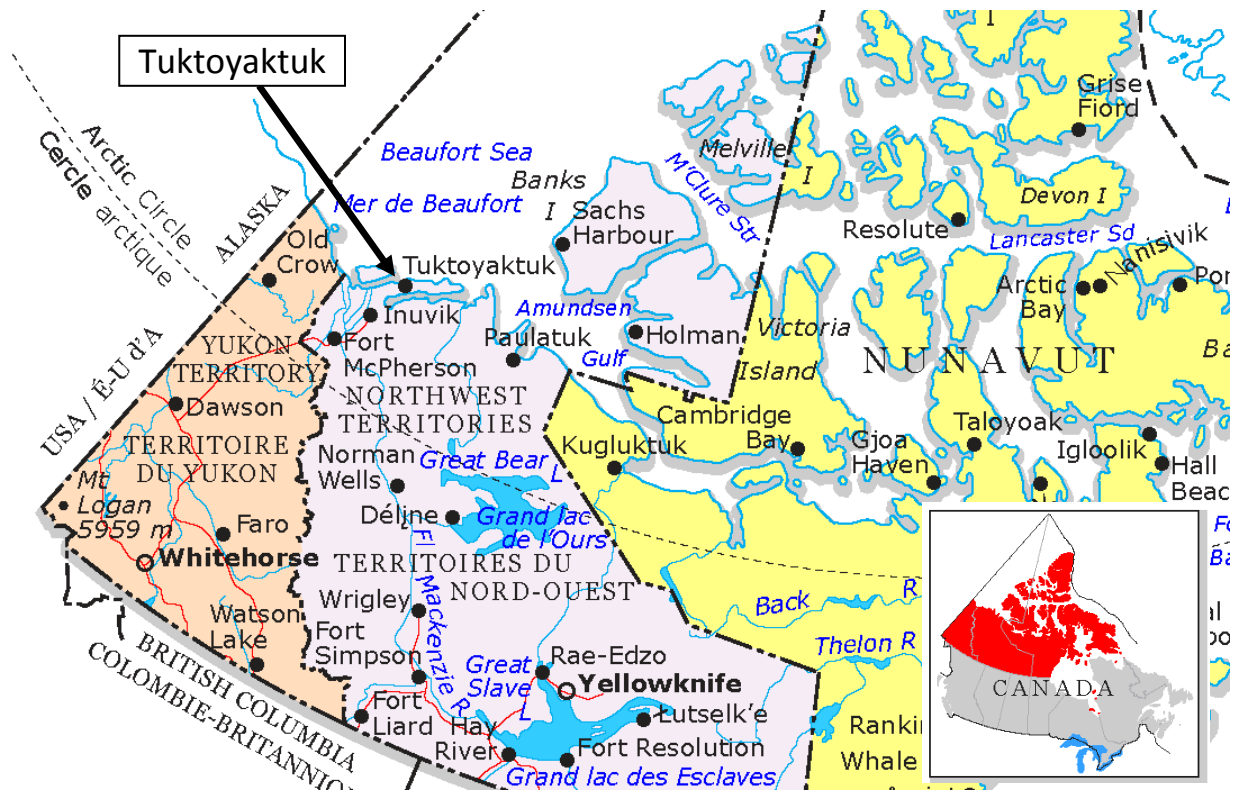 Tuktoyaktuk
Arctic Circle
Cercle arctique
ALASKA
USA / É-U d'A
Beaufort Sea
Mer de Beaufort
Banks
I
Sachs
Harbour
Melville
I
M'Clure Str
I
Grise
Fiord
Devon I
Resolute
Lancaster Sd
Nanisivik
Arctic
Bay
Old
Crow
Tuktoyaktuk
Inuvik
Fort
McPherson
Amundsen
Gulf
Paulatuk
Holman
Victoria
Island
NUNAVUT
YUKON
TERRITORY
Dawson
TERRITOIRE
DU YUKON
Mt
Logan
5959 m
Faro
Whitehorse
Watson
Lake
NORTHWEST
TERRITORIES
Norman
Wells
Great Bear
L
Déline
Grand lac
de l'Ours
Kugluktuk
Cambridge
Bay
Gjoa
Haven
Taloyoak
Igloolik
Hall
Beac
TERRITOIRES DU
NORD-OUEST
Wrigley
Fl Mackenzie R
Fort
Simpson
Great
Slave
L
Rae-Edzo
Yellowknife
Back R
Thelon R
Fort
Liard
Hay
River
Lutselk'e
Fort Resolution
Grand lac des Esclaves
Rankin
Whale
BRITISH COLUMBIA
COLOMBIE-BRITANNIQ
CANADA